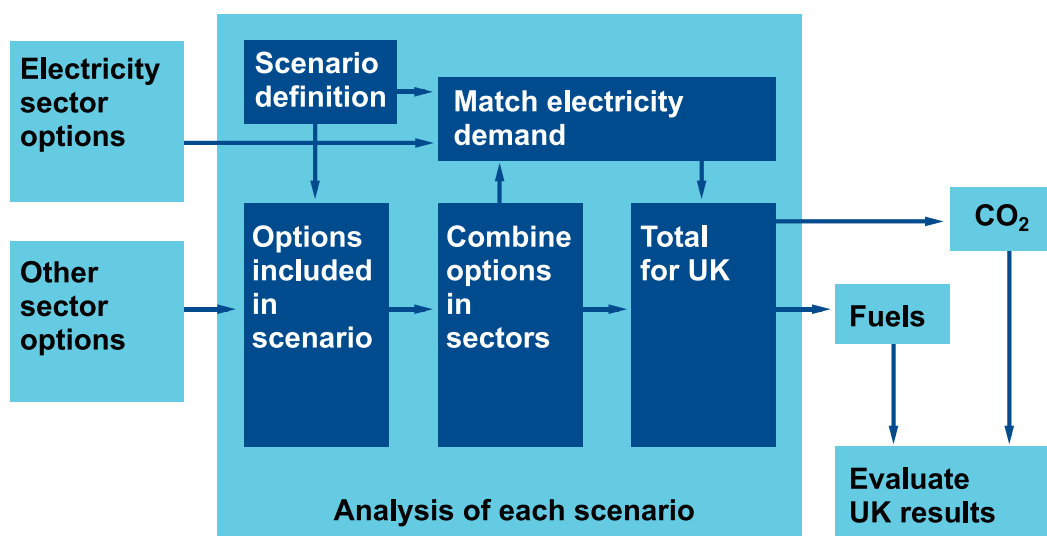 Electricity
sector
options
Scenario
definition
Match electricity
demand
Other
sector
options
Options
included
in
scenario
Combine
options
in
sectors
Total
for UK
CO₂
Fuels
Evaluate
UK results
Analysis of each scenario